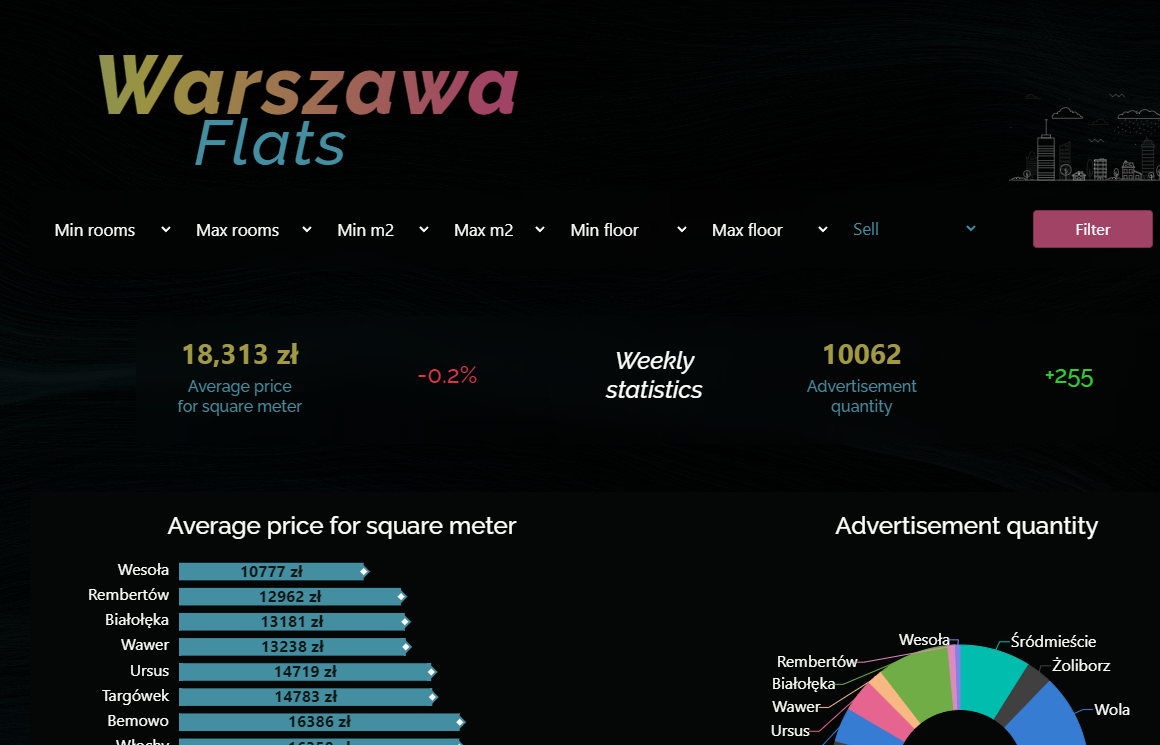 Warszawa
Flats
Min rooms Max rooms Min m2 Max m2 Min floor Max floor Sell Filter
18,313 zł
Average price
for square meter
-0.2%
Weekly
statistics
10062
Advertisement
quantity
+255
Average price for square meter
Wesoła 10777 zł
Rembertów 12962 zł
Białołęka 13181 zł
Wawer 13238 zł
Ursus 14719 zł
Targówek 14783 zł
Bemowo 16386 zł
Advertisement quantity
Wesoła
Śródmieście
Rembertów
Żoliborz
Białołęka
Wawer
Wola
Ursus